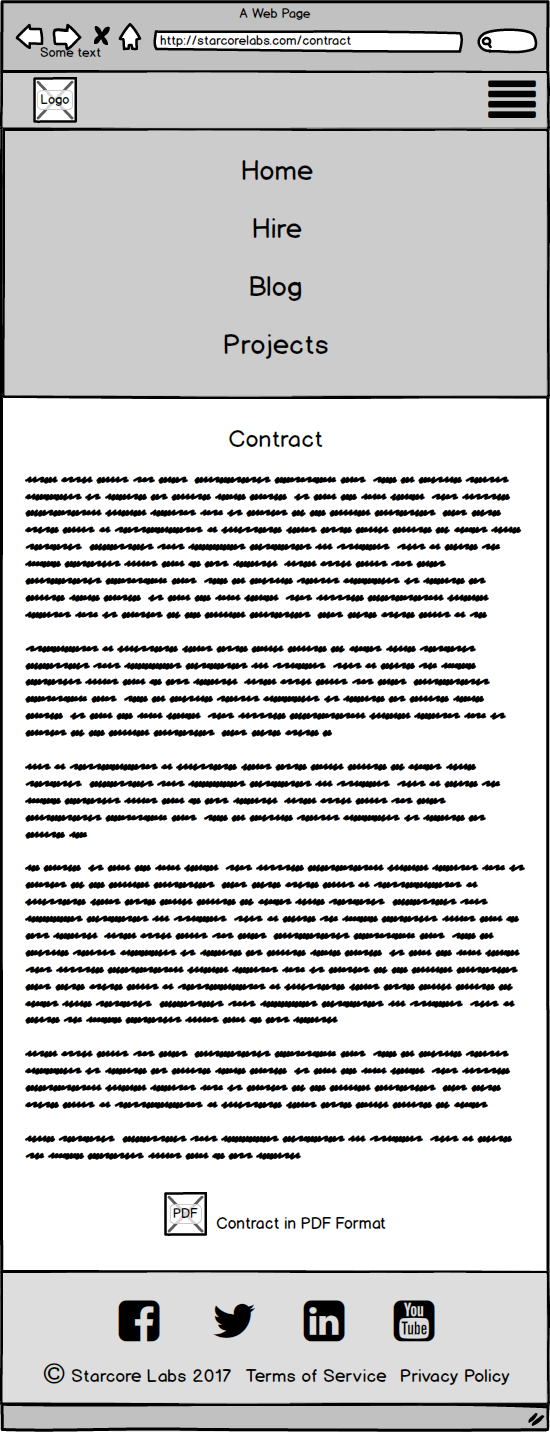 A Web Page
Some text
http://starcorelabs.com/contract
Logo
Home
Hire
Blog
Projects
Contract
PDF
Contract in PDF Format
You
Tube
© Starcore Labs 2017 Terms of Service Privacy Policy